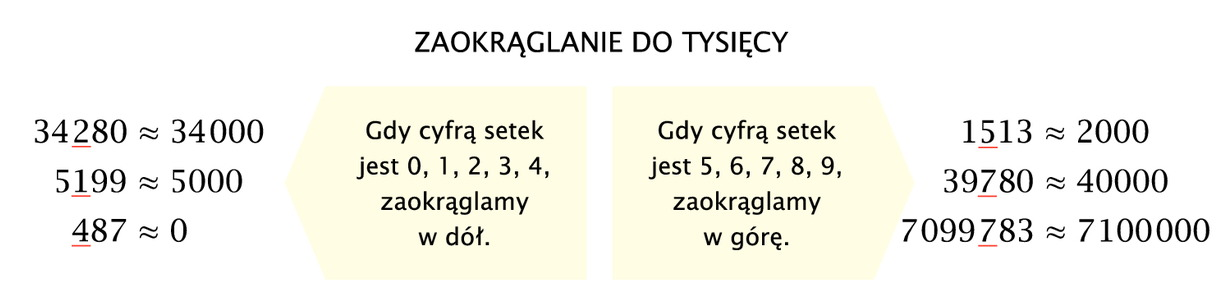 ZAOKRĄGLANIE DO TYSIĘCY
34280 ≈ 34000
5199 ≈ 5000
487 ≈ 0
Gdy cyfrą setek
jest 0, 1, 2, 3, 4,
zaokrąglamy
w dół.
Gdy cyfrą setek
jest 5, 6, 7, 8, 9,
zaokrąglamy
w górę.
1513 ≈ 2000
39780 ≈ 40000
7099783 ≈ 7100000